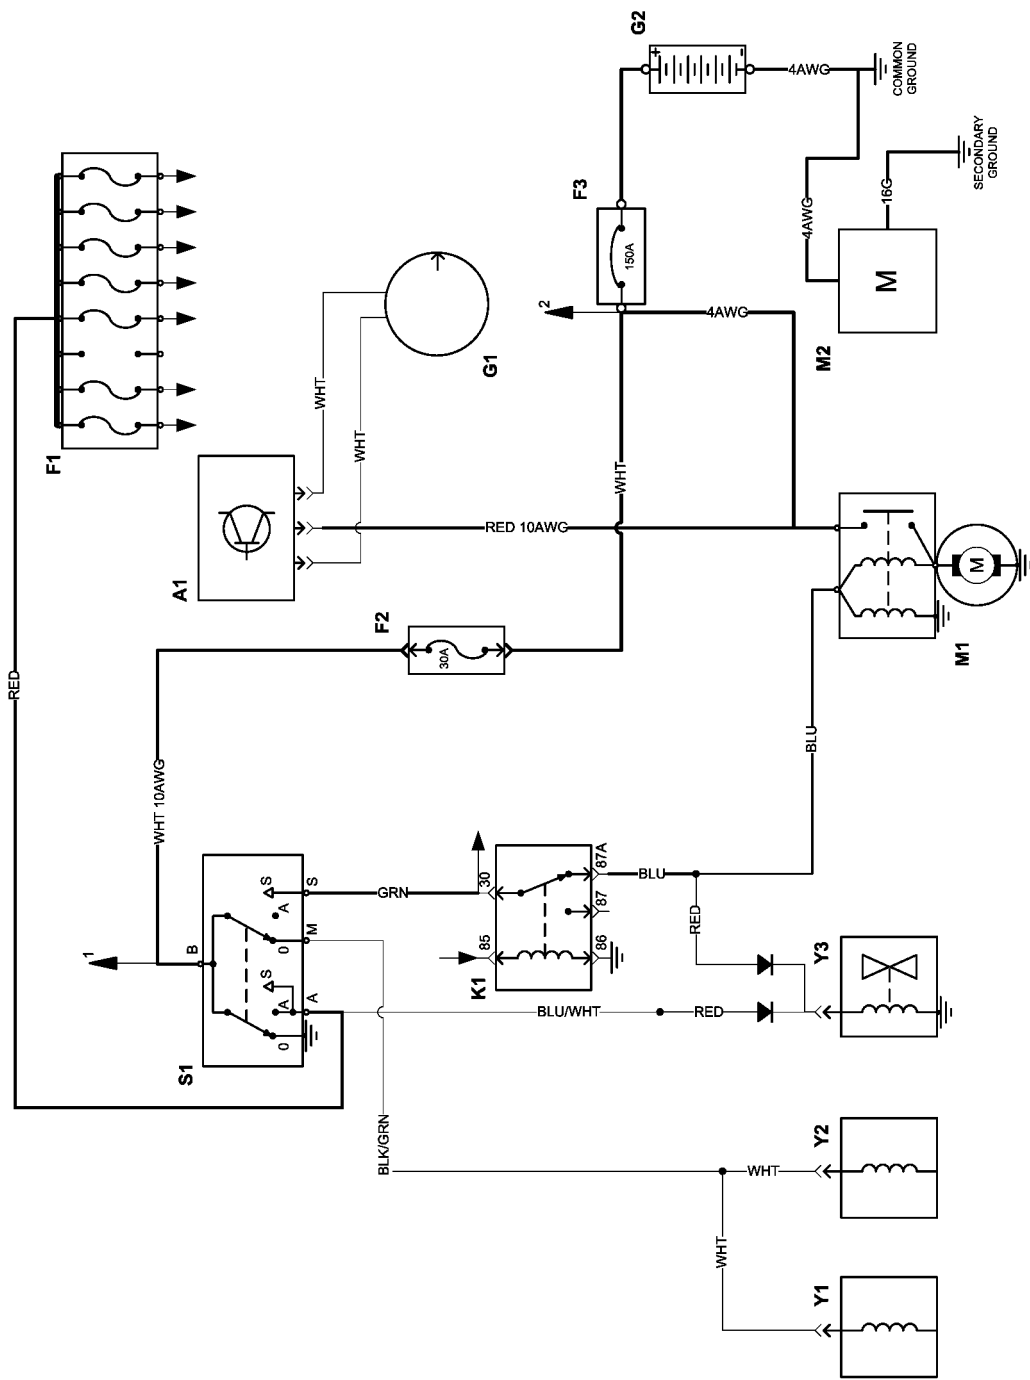 G2
+
-
4AWG
COMMON
GROUND
SECONDARY
GROUND
F3
150A
16G
4AWG
M
M2
2
4AWG
G1
WHT
WHT
F1
A1
RED 10AWG
WHT
M
M1
F2
30A
RED
WHT 10AWG
BLU
S
S
A
GRN
30
87A
BLU
87
B
M
0
1
S
85
86
K1
RED
Y3
A
A
BLU/WHT
RED
0
S1
BLK/GRN
Y2
WHT
WHT
Y1